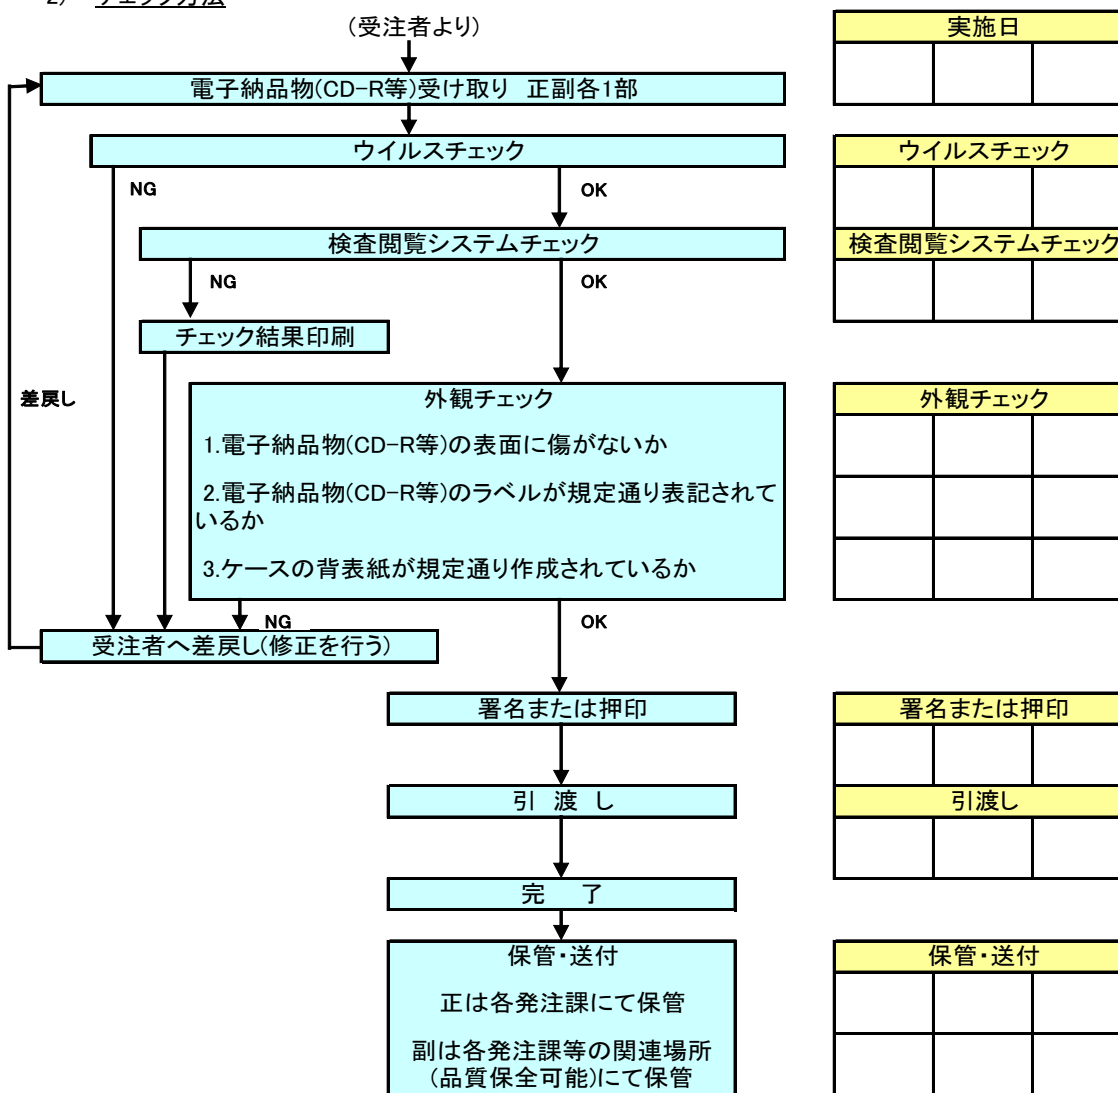 2) チェック方法
(受注者より)
電子納品物(CD-R等)受け取り 正副各1部
ウイルスチェック
NG
OK
検査閲覧システムチェック
NG
OK
チェック結果印刷
差戻し
外観チェック
1.電子納品物(CD-R等)の表面に傷がないか
2.電子納品物(CD-R等)のラベルが規定通り表記されて
いるか
3.ケースの背表紙が規定通り作成されているか
NG
OK
受注者へ差戻し(修正を行う)
署名または押印
引 渡 し
完 了
保管・送付
正は各発注課にて保管
副は各発注課等の関連場所
(品質保全可能)にて保管
実施日
ウイルスチェック
検査閲覧システムチェック
外観チェック
署名または押印
引渡し
保管・送付